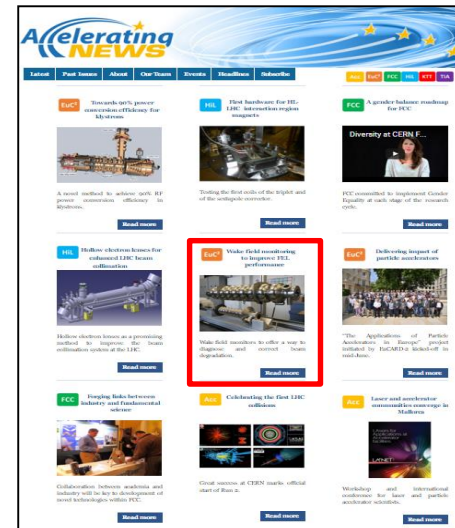 Accelerating
NEWS
Latest Past Issues About Our Team Events Headlines Subscribe
Acc EuC² FCC HiL KTT TIA
EuC²
Towards 90% power
conversion efficiency for
klystrons
A novel method to achieve 90% RF
power conversion efficiency in
klystrons.
Read more
HiL
First hardware for HL-
LHC interaction region
magnets
Testing the first coils of the triplet and
of the sextupole corrector.
Read more
FCC
A gender balance roadmap
for FCC
Diversity at CERN F...
FCC committed to implement Gender
Equality at each stage of the research
cycle.
Read more
HiL
Hollow electron lenses for
enhanced LHC beam
collimation
Hollow electron lenses as a promising
method to improve the beam
collimation system at the LHC.
Read more
EuC²
Wake field monitoring
to improve FEL
performance
Wake field monitors to offer a way to
diagnose and correct beam
degradation.
Read more
EuC²
Delivering impact of
particle accelerators
"The Applications of Particle
Accelerators in Europe" project
initiated by EuCARD-2 kicked-off in
mid-June.
Read more
FCC
Forging links between
industry and fundamental
science
Collaboration between academia and
industry will be key to development of
novel technologies within FCC.
Read more
Acc
Celebrating the first LHC
collisions
Great success at CERN marks official
start of Run 2.
Read more
Acc
Laser and accelerator
communities converge in
Mallorca
LA³NET
Workshop and international
conference for laser and particle
accelerator scientists.
Read more